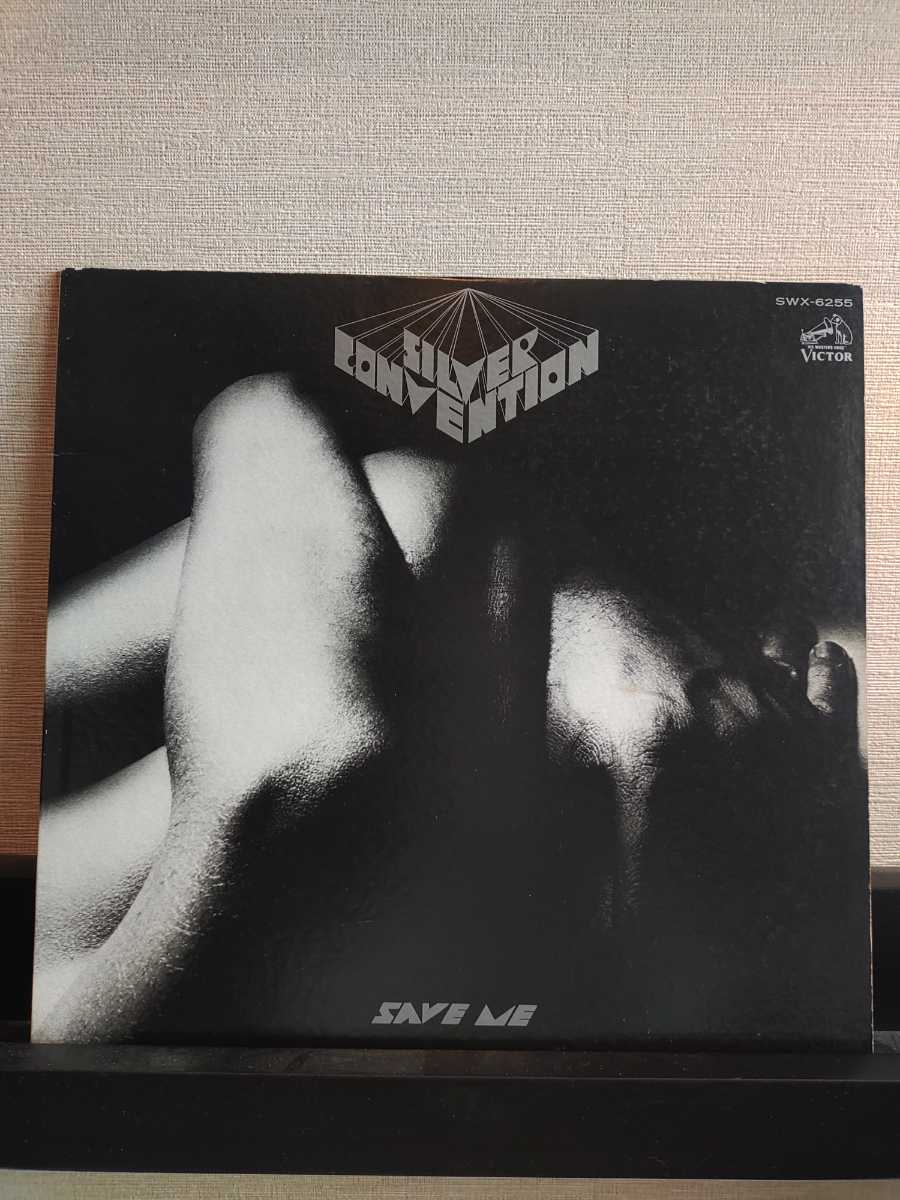 SILVER
CONVENTION
SWX-6255
HIS MASTER'S VOICE
VICTOR
SAVE ME